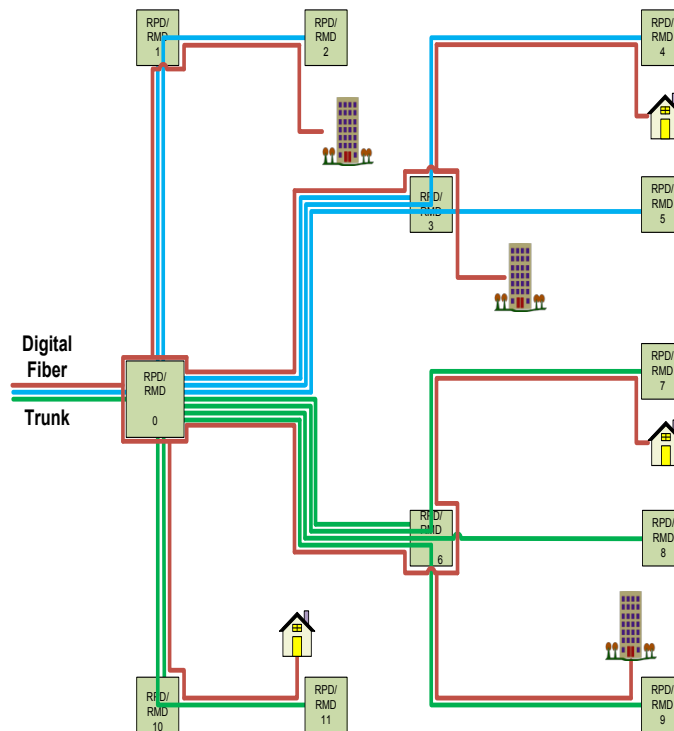 RPD/
RMD
1
RPD/
RMD
2
RPD/
RMD
4
RPD/
RMD
3
RPD/
RMD
5
Digital
Fiber
Trunk
RPD/
RMD
0
RPD/
RMD
7
RPD/
RMD
6
RPD/
RMD
8
RPD/
RMD
10
RPD/
RMD
11
RPD/
RMD
9